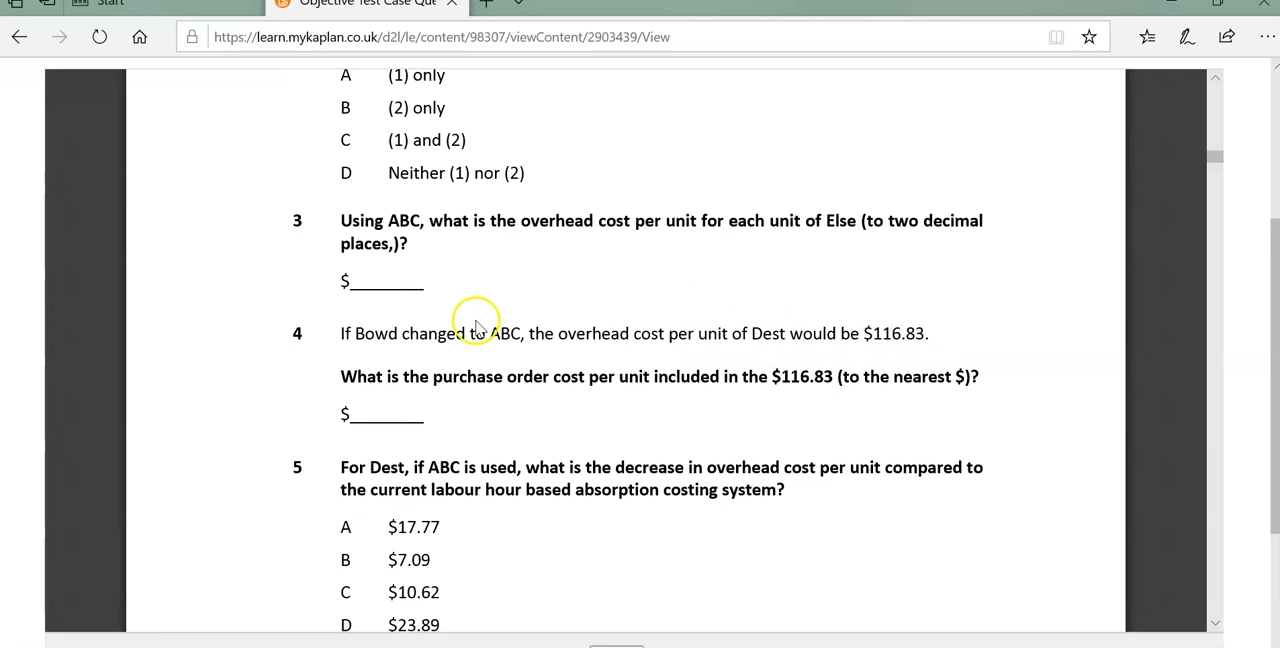 Start
Objective Test Case Que
https://learn.mykaplan.co.uk/d2l/le/content/98307/viewContent/2903439/View
A (1) only
B (2) only
C (1) and (2)
D Neither (1) nor (2)
3 Using ABC, what is the overhead cost per unit for each unit of Else (to two decimal
places,)?
$________
4 If Bowd changed to ABC, the overhead cost per unit of Dest would be $116.83.
What is the purchase order cost per unit included in the $116.83 (to the nearest $)?
$________
5 For Dest, if ABC is used, what is the decrease in overhead cost per unit compared to
the current labour hour based absorption costing system?
A $17.77
B $7.09
C $10.62
D $23.89